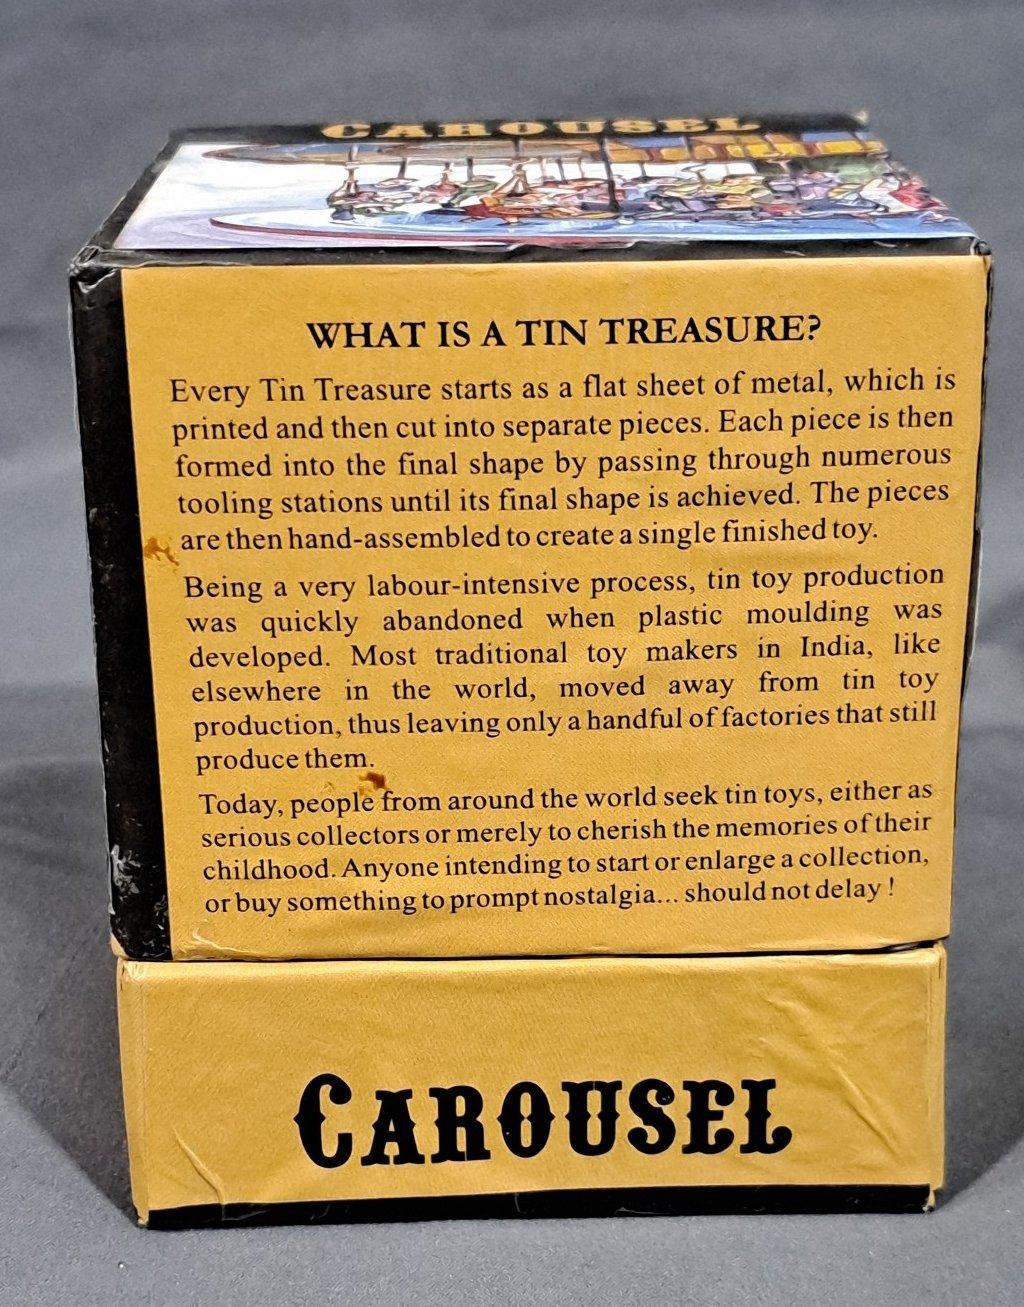 CAROUSEL
WHAT IS A TIN TREASURE?
Every Tin Treasure starts as a flat sheet of metal, which is
printed and then cut into separate pieces. Each piece is then
formed into the final shape by passing through numerous
tooling stations until its final shape is achieved. The pieces
are then hand-assembled to create a single finished toy.
Being a very labour-intensive process, tin toy production
was quickly abandoned when plastic moulding was
developed. Most traditional toy makers in India, like
elsewhere in the world, moved away from tin toy
production, thus leaving only a handful of factories that still
produce them.
Today, people from around the world seek tin toys, either as
serious collectors or merely to cherish the memories of their
childhood. Anyone intending to start or enlarge a collection,
or buy something to prompt nostalgia... should not delay !
CAROUSEL